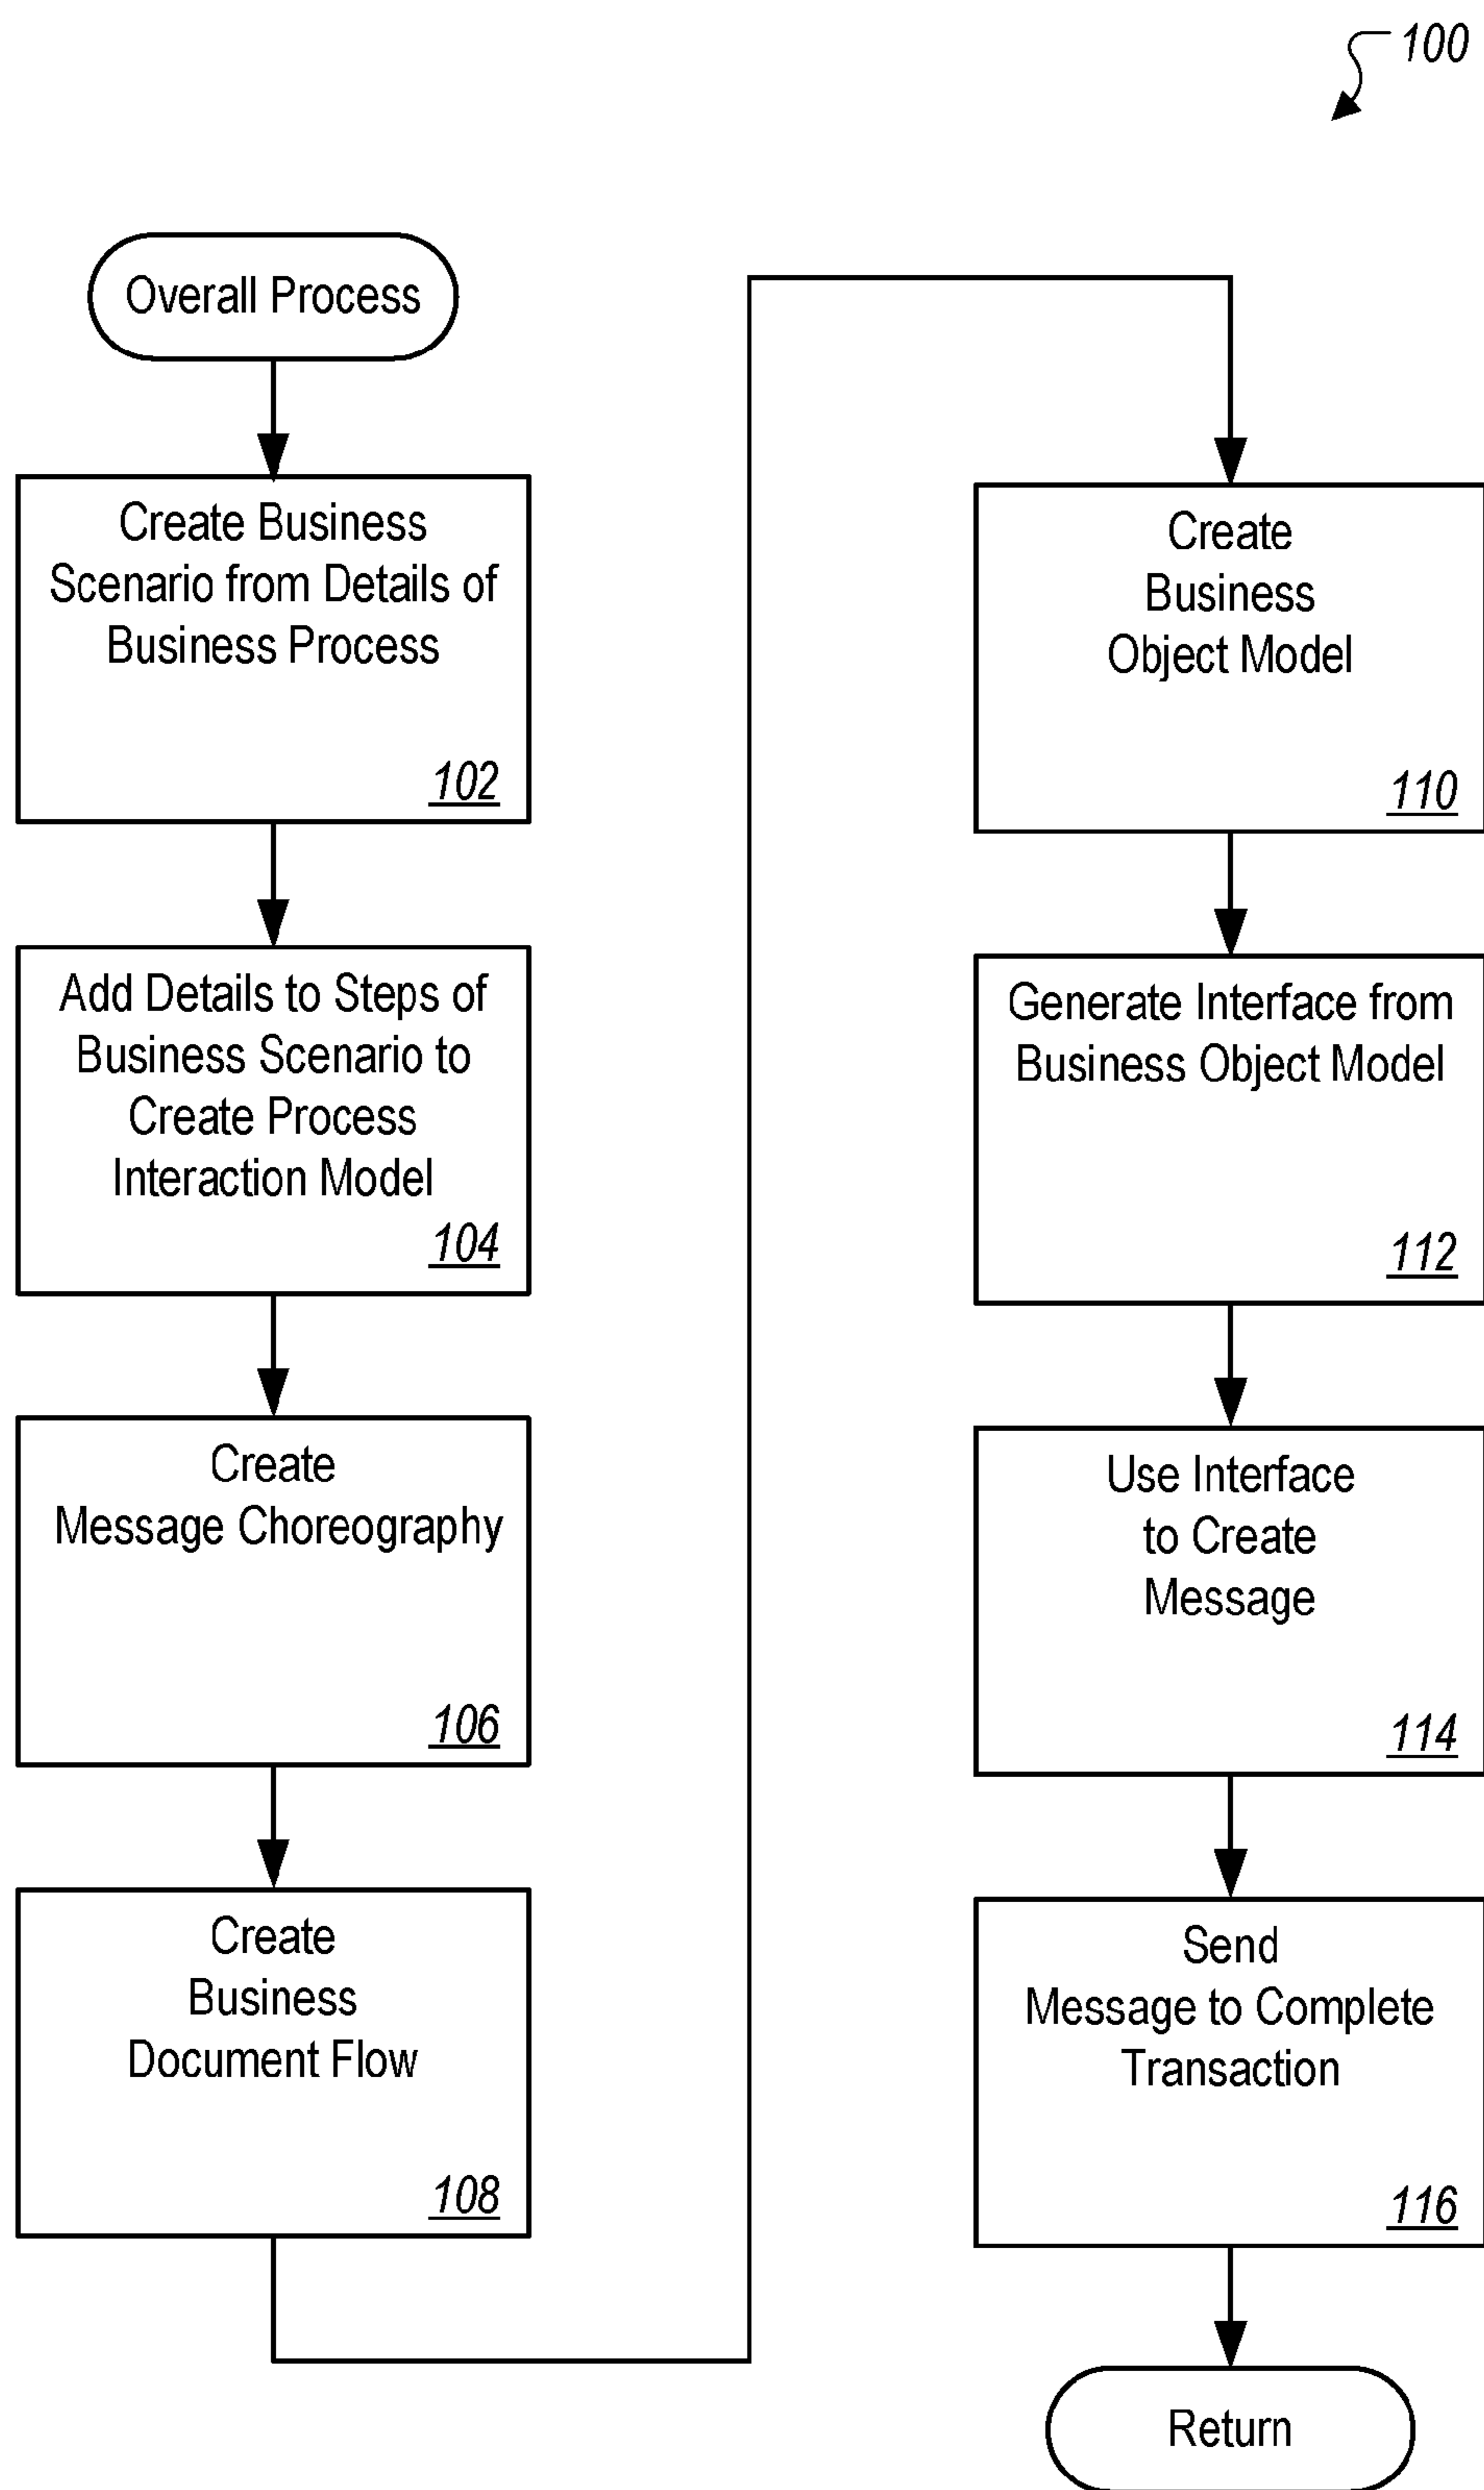 100
Overall Process
Create Business
Scenario from Details of
Business Process
102
Add Details to Steps of
Business Scenario to
Create Process
Interaction Model
104
Create
Message Choreography
106
Create
Business
Document Flow
108
Create
Business
Object Model
110
Generate Interface from
Business Object Model
112
Use Interface
to Create
Message
114
Send
Message to Complete
Transaction
116
Return